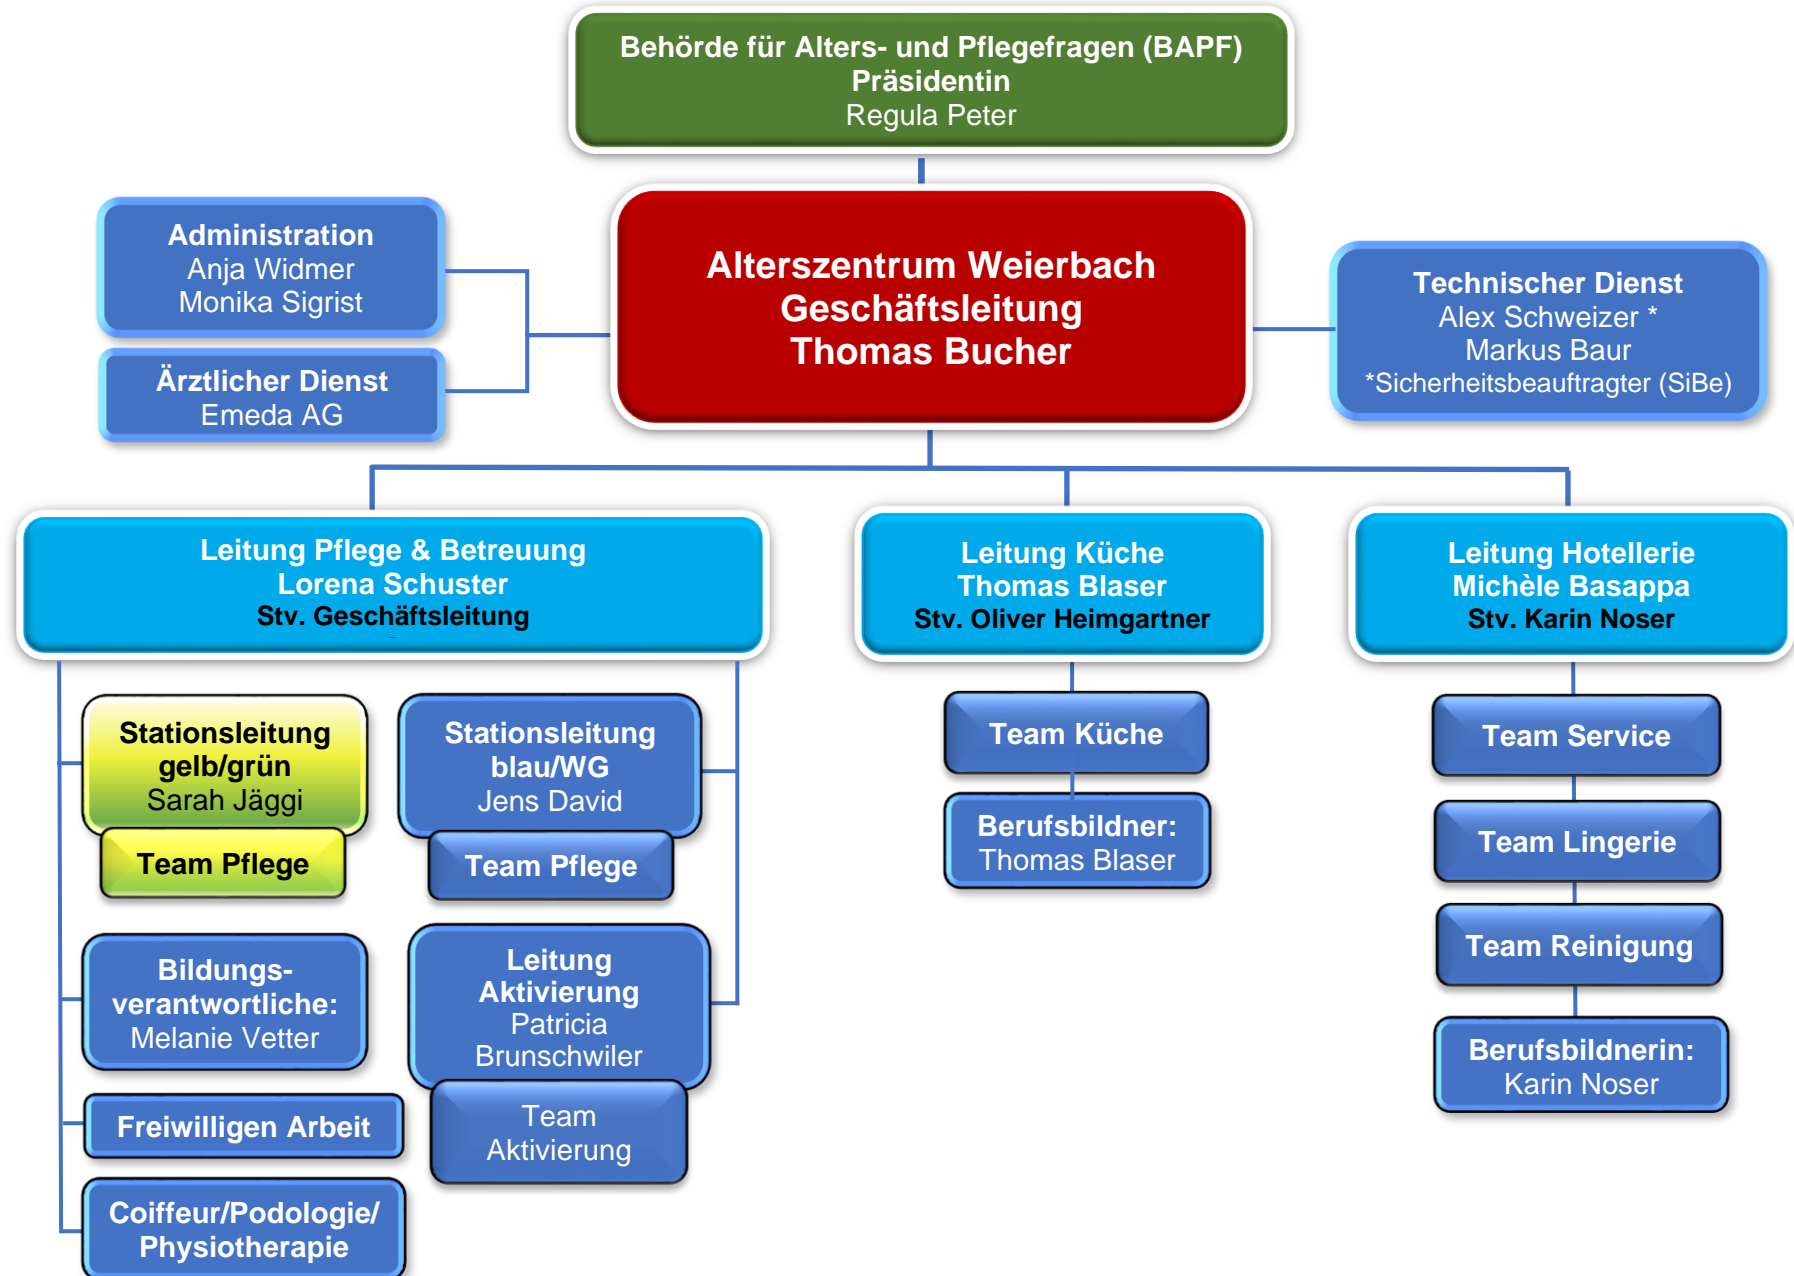 Behörde für Alters- und Pflegefragen (BAPF)
Präsidentin
Regula Peter
Administration
Anja Widmer
Monika Sigrist
Ärztlicher Dienst
Emeda AG
Alterszentrum Weierbach
Geschäftsleitung
Thomas Bucher
Technischer Dienst
Alex Schweizer *
Markus Baur
*Sicherheitsbeauftragter (SiBe)
Leitung Pflege & Betreuung
Lorena Schuster
Stv. Geschäftsleitung
Leitung Küche
Thomas Blaser
Stv. Oliver Heimgartner
Leitung Hotellerie
Michèle Basappa
Stv. Karin Noser
Stationsleitung
gelb/grün
Sarah Jäggi
Team Pflege
Stationsleitung
blau/WG
Jens David
Team Pflege
Bildungs-
verantwortliche:
Melanie Vetter
Leitung
Aktivierung
Patricia
Brunschwiler
Team
Aktivierung
Freiwilligen Arbeit
Coiffeur/Podologie/
Physiotherapie
Team Küche
Berufsbildner:
Thomas Blaser
Team Service
Team Lingerie
Team Reinigung
Berufsbildnerin:
Karin Noser